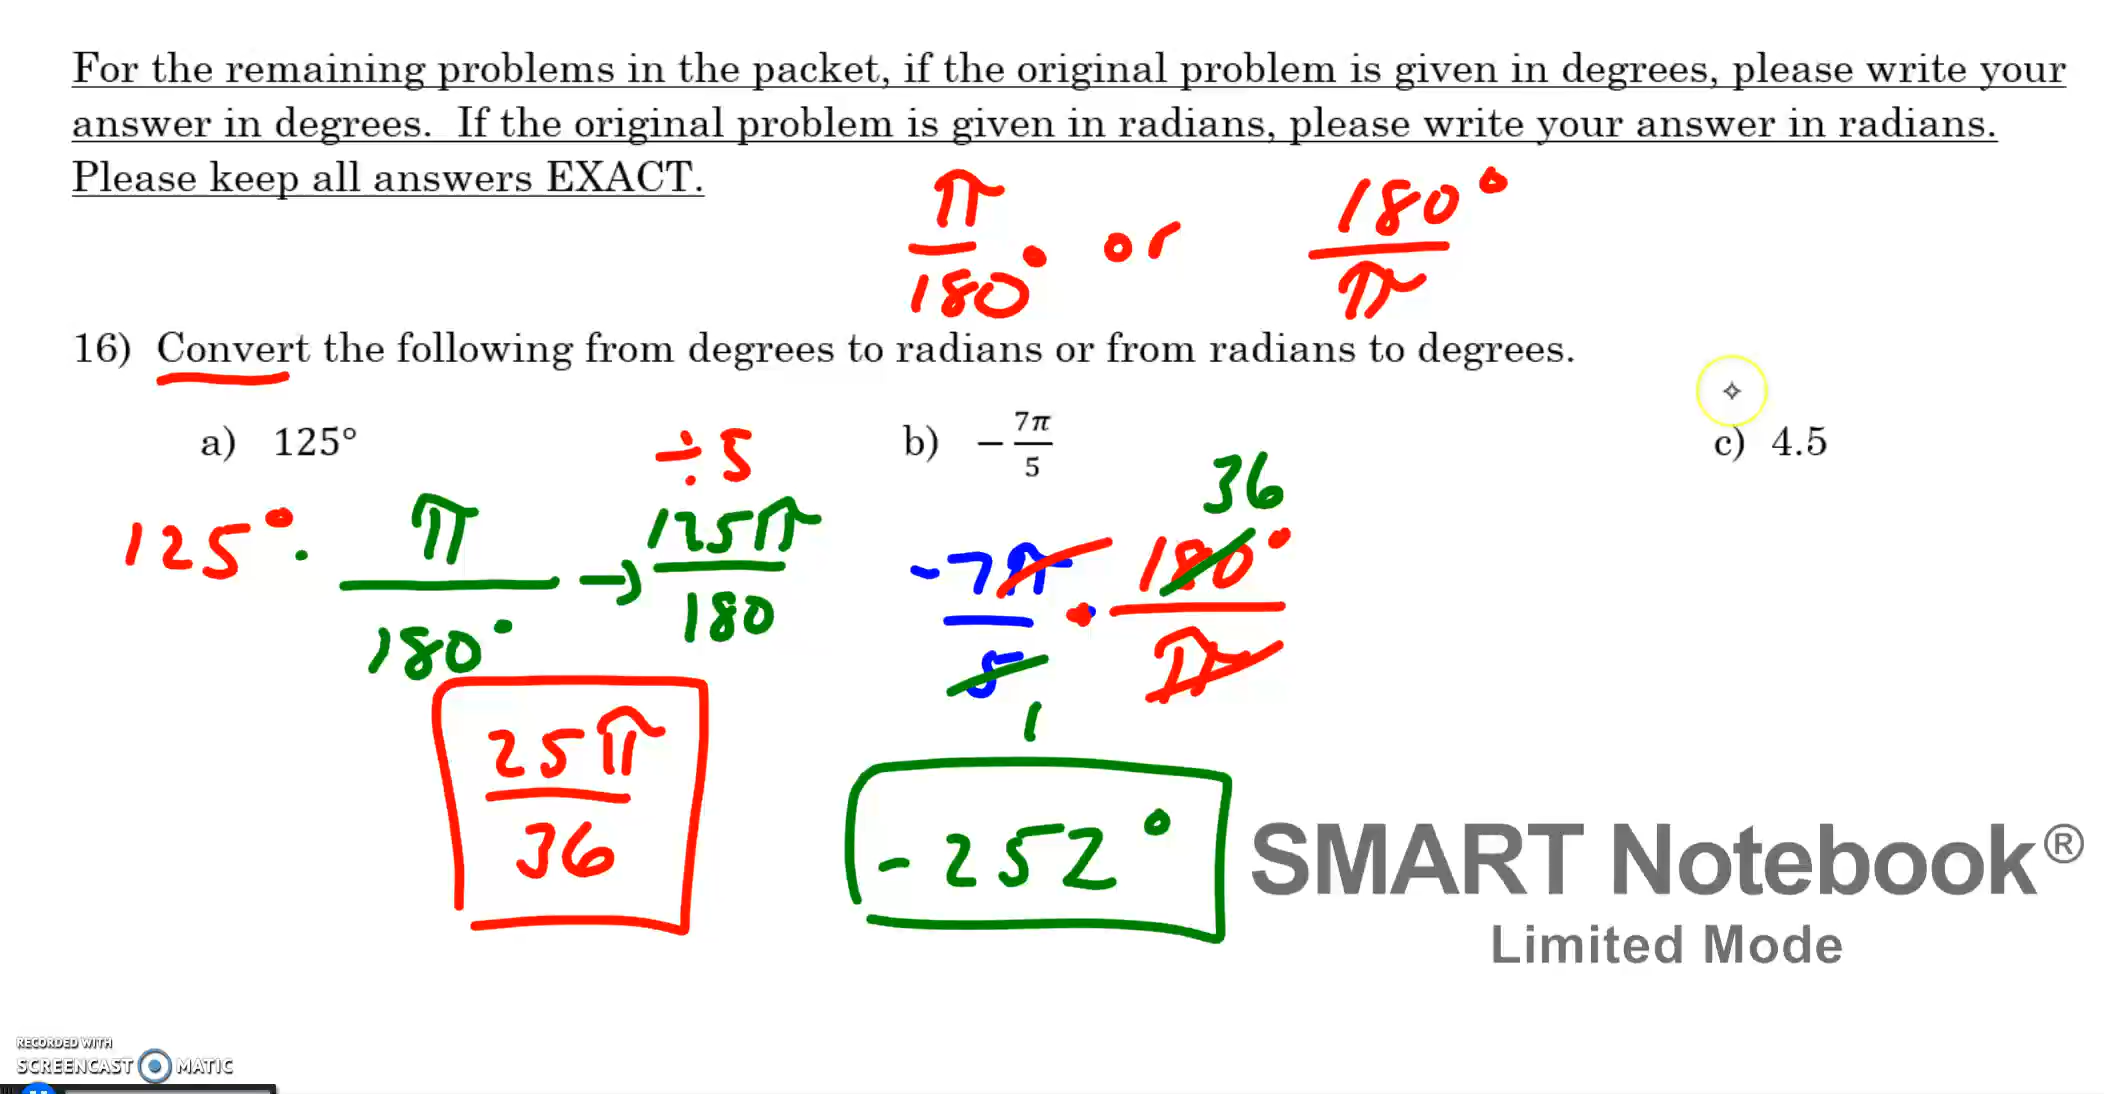 For the remaining problems in the packet, if the original problem is given in degrees, please write your
answer in degrees. If the original problem is given in radians, please write your answer in radians.
Please keep all answers EXACT.
π/180° or 180°/π
16) Convert the following from degrees to radians or from radians to degrees.
a) 125°
÷5
125° · π/180° → 125π/180
25π/36
b) -7π/5
36
-7π/5 · 180°/π
1
-252°
c) 4.5
SMART Notebook®
Limited Mode
RECORDED WITH
SCREENCAST MATIC